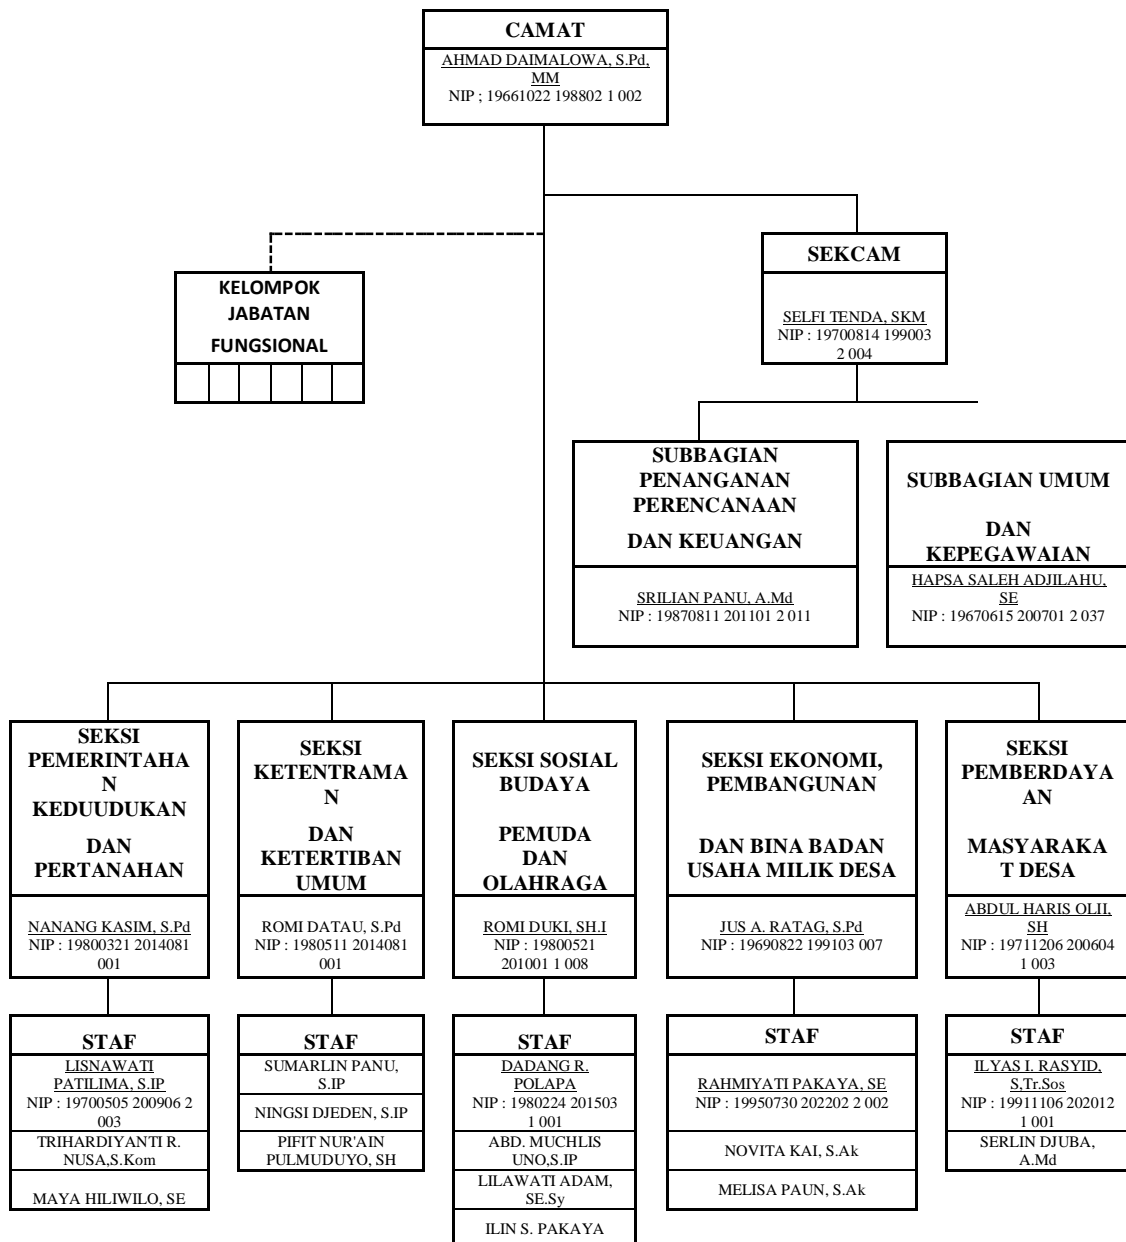 CAMAT
AHMAD DAIMALOWA, S.Pd,
MM
NIP ; 19661022 198802 1 002
SEKCAM
SELFI TENDA, SKM
NIP : 19700814 199003
2 004
KELOMPOK
JABATAN
FUNGSIONAL
SUBBAGIAN
PENANGANAN
PERENCANAAN
DAN KEUANGAN
SRILIAN PANU, A.Md
NIP : 19870811 201101 2 011
SUBBAGIAN UMUM
DAN
KEPEGAWAIAN
HAPSA SALEH ADJILAHU,
SE
NIP : 19670615 200701 2 037
SEKSI
PEMERINTAHA
N
KEDUUDUKAN
DAN
PERTANAHAN
NANANG KASIM, S.Pd
NIP : 19800321 2014081
001
SEKSI
KETENTRAMA
N
DAN
KETERTIBAN
UMUM
ROMI DATAU, S.Pd
NIP : 1980511 2014081
001
SEKSI SOSIAL
BUDAYA
PEMUDA
DAN
OLAHRAGA
ROMI DUKI, SH.I
NIP : 19800521
201001 1 008
SEKSI EKONOMI,
PEMBANGUNAN
DAN BINA BADAN
USAHA MILIK DESA
JUS A. RATAG, S.Pd
NIP : 19690822 199103 007
SEKSI
PEMBERDAYA
AN
MASYARAKA
T DESA
ABDUL HARIS OLII,
SH
NIP : 19711206 200604
1 003
STAF
LISNAWATI
PATILIMA, S.IP
NIP : 19700505 200906 2
003
TRIHARDIYANTI R.
NUSA,S.Kom
MAYA HILIWILO, SE
STAF
SUMARLIN PANU,
S.IP
NINGSI DJEDEN, S.IP
PIFIT NUR'AIN
PULMUDUYO, SH
STAF
DADANG R.
POLAPA
NIP : 1980224 201503
1 001
ABD. MUCHLIS
UNO,S.IP
LILAWATI ADAM,
SE.Sy
ILIN S. PAKAYA
STAF
RAHMIYATI PAKAYA, SE
NIP : 19950730 202202 2 002
NOVITA KAI, S.Ak
MELISA PAUN, S.Ak
STAF
ILYAS I. RASYID,
S,Tr.Sos
NIP : 19911106 202012
1 001
SERLIN DJUBA,
A.Md